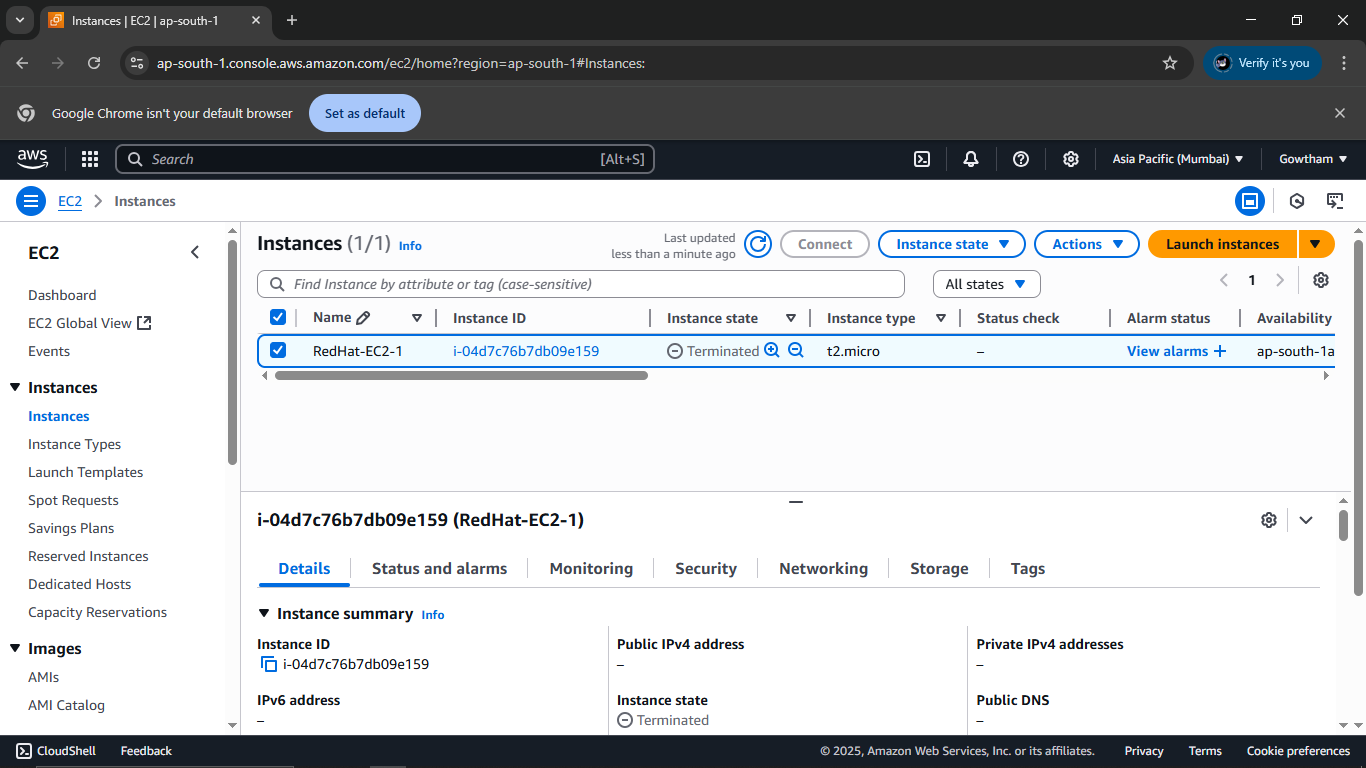 Instances | EC2 | ap-south-1
ap-south-1.console.aws.amazon.com/ec2/home?region=ap-south-1#Instances:
Verify it's you
Google Chrome isn't your default browser
Set as default
aws
Search
[Alt+S]
Asia Pacific (Mumbai)
Gowtham
EC2
Instances
EC2
Dashboard
EC2 Global View
Events
Instances
Instances
Instance Types
Launch Templates
Spot Requests
Savings Plans
Reserved Instances
Dedicated Hosts
Capacity Reservations
Images
AMIs
AMI Catalog
Instances (1/1) Info
Last updated
less than a minute ago
Connect
Instance state
Actions
Launch instances
Find Instance by attribute or tag (case-sensitive)
All states
1
Name
Instance ID
Instance state
Instance type
Status check
Alarm status
Availability
RedHat-EC2-1
i-04d7c76b7db09e159
Terminated
t2.micro
–
View alarms +
ap-south-1a
i-04d7c76b7db09e159 (RedHat-EC2-1)
Details
Status and alarms
Monitoring
Security
Networking
Storage
Tags
Instance summary Info
Instance ID
i-04d7c76b7db09e159
Public IPv4 address
–
Private IPv4 addresses
–
IPv6 address
–
Instance state
Terminated
Public DNS
–
CloudShell
Feedback
© 2025, Amazon Web Services, Inc. or its affiliates.
Privacy
Terms
Cookie preferences